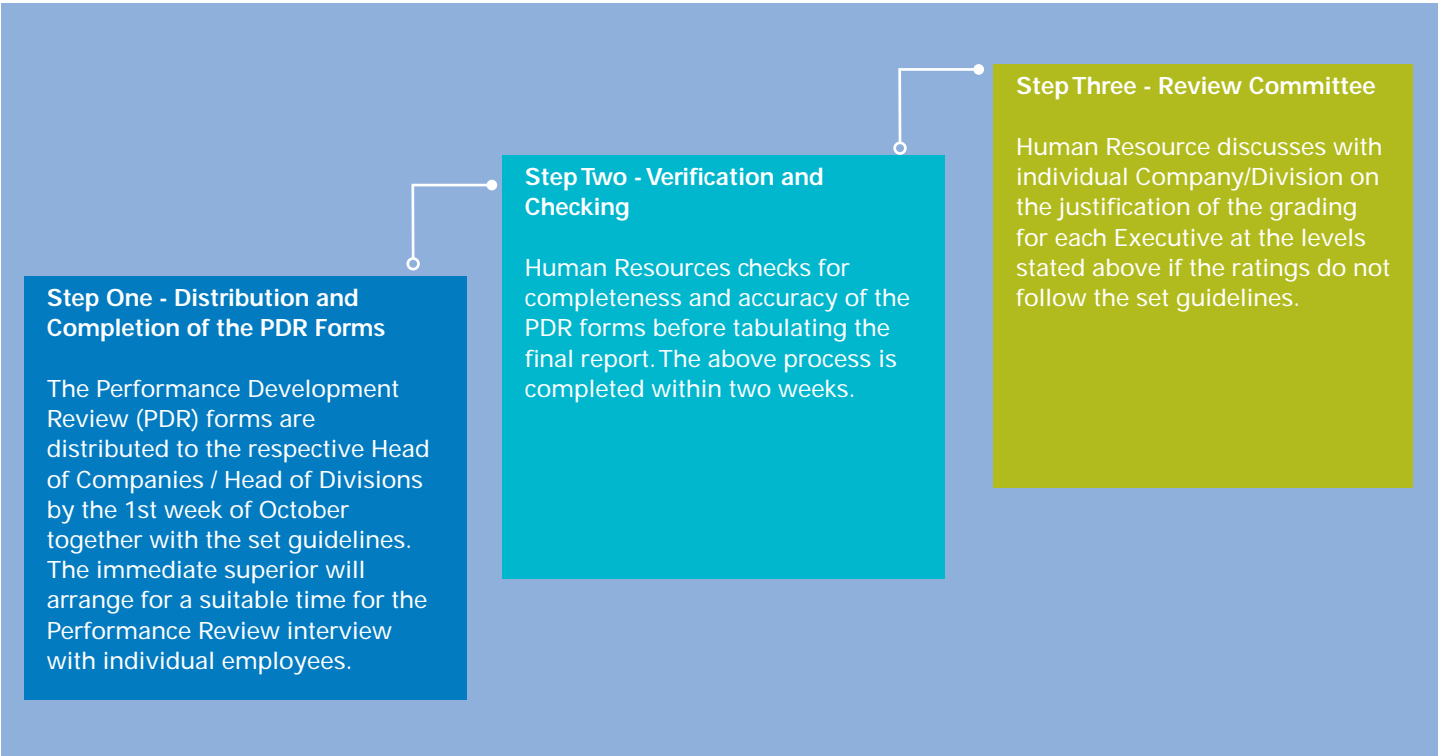 Step One - Distribution and
Completion of the PDR Forms
The Performance Development
Review (PDR) forms are
distributed to the respective Head
of Companies / Head of Divisions
by the 1st week of October
together with the set guidelines.
The immediate superior will
arrange for a suitable time for the
Performance Review interview
with individual employees.
Step Two - Verification and
Checking
Human Resources checks for
completeness and accuracy of the
PDR forms before tabulating the
final report. The above process is
completed within two weeks.
Step Three - Review Committee
Human Resource discusses with
individual Company/Division on
the justification of the grading
for each Executive at the levels
stated above if the ratings do not
follow the set guidelines.